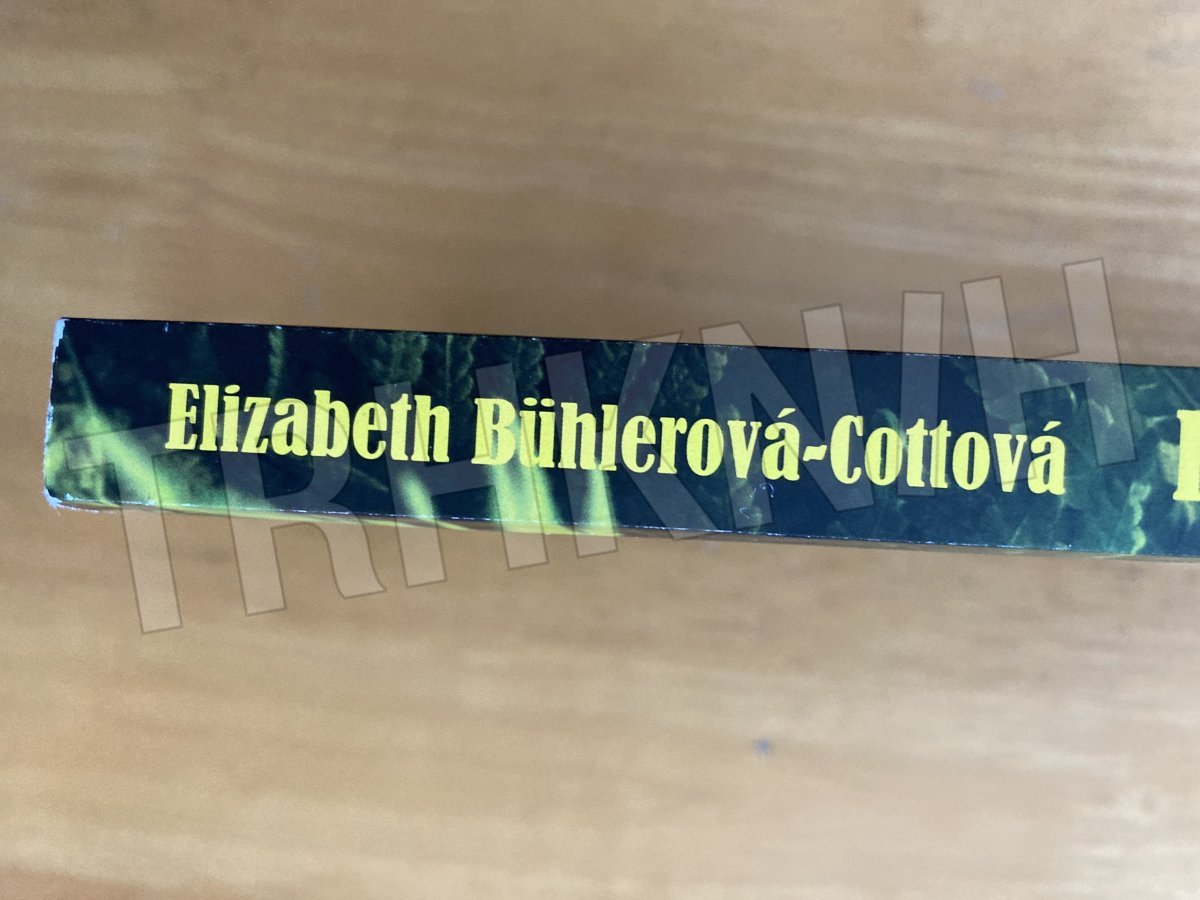 Elizabeth Bühlerová-Cottová
TRHKNIH